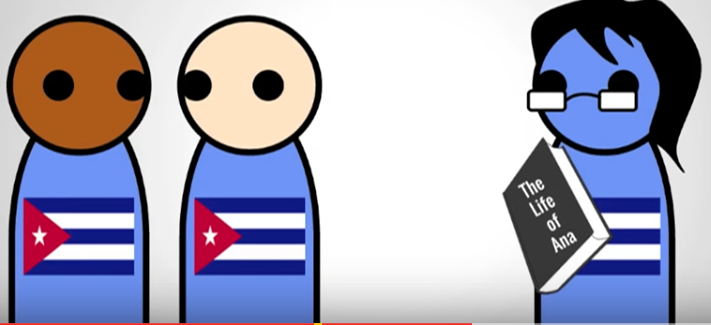 The
Life
of
Ana